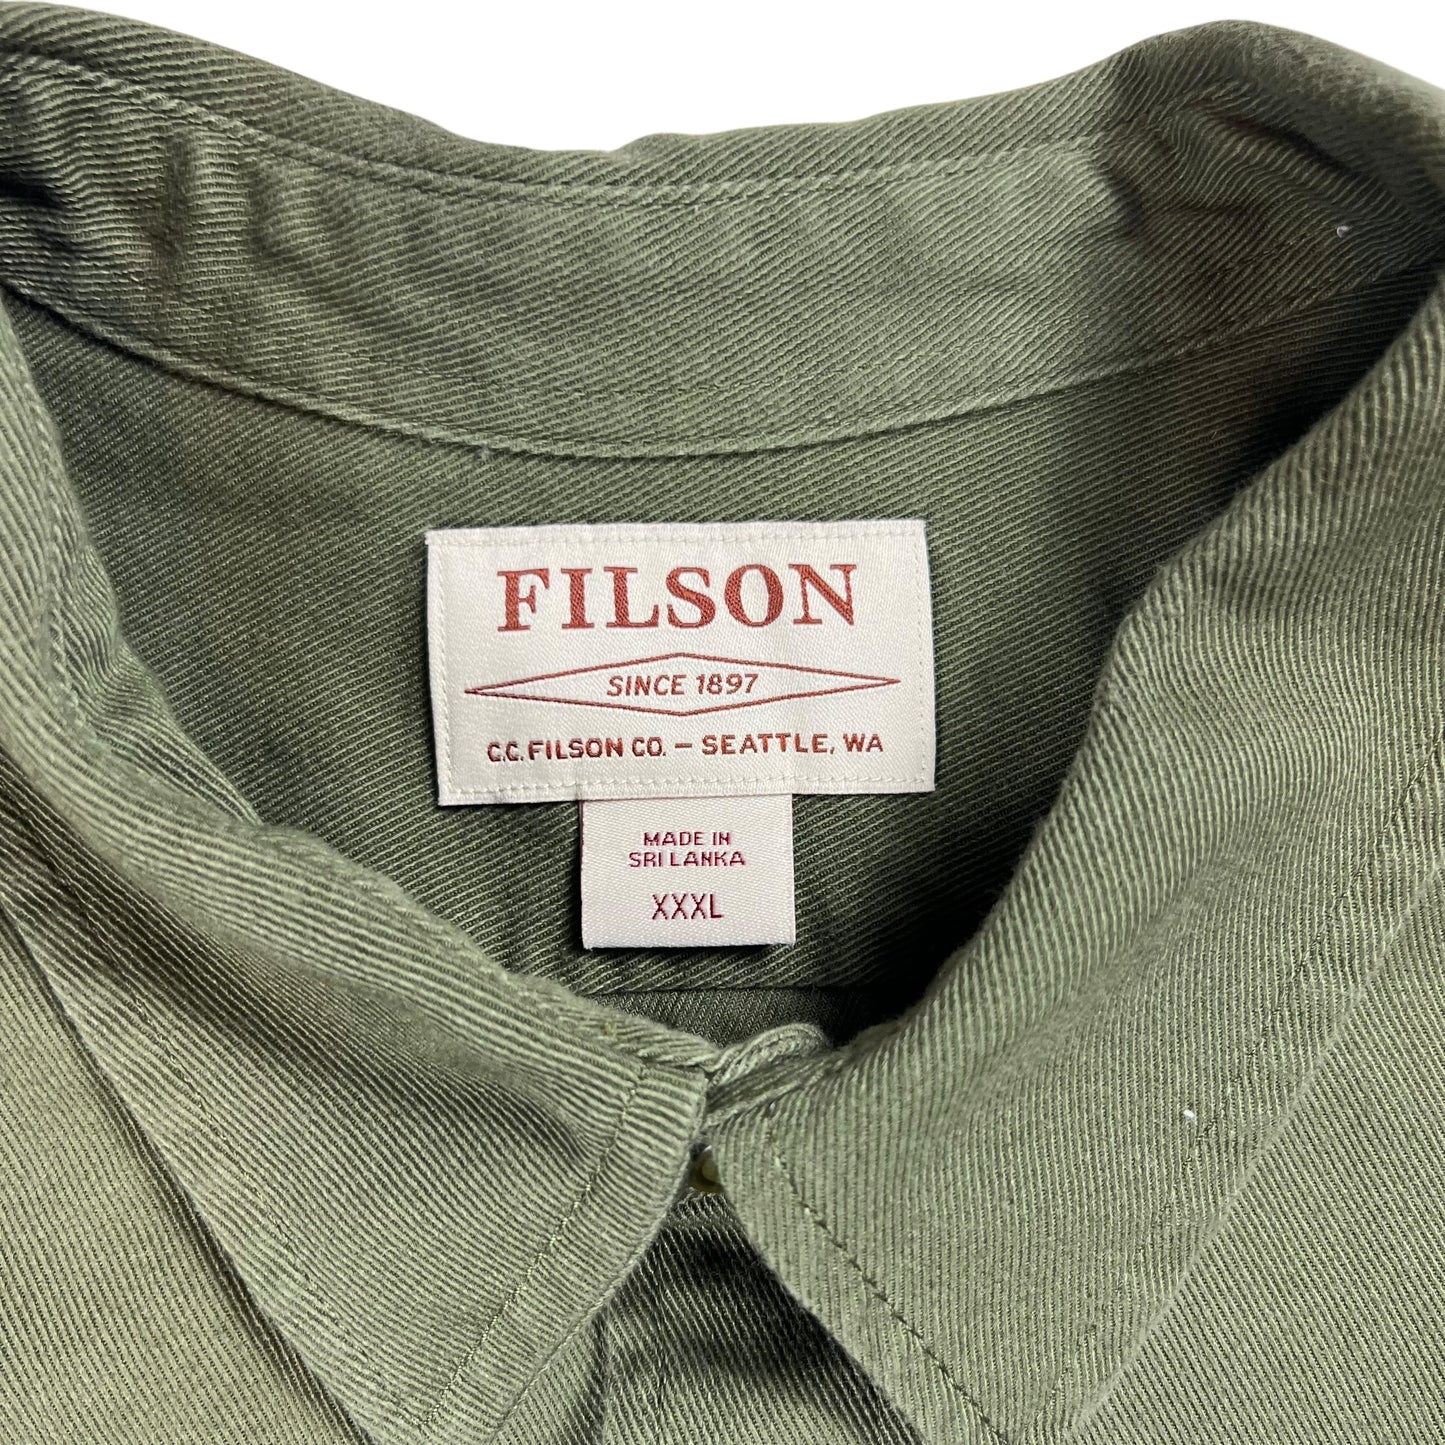 FILSON
SINCE 1897
C.C. FILSON CO. – SEATTLE, WA
MADE IN
SRI LANKA
XXXL